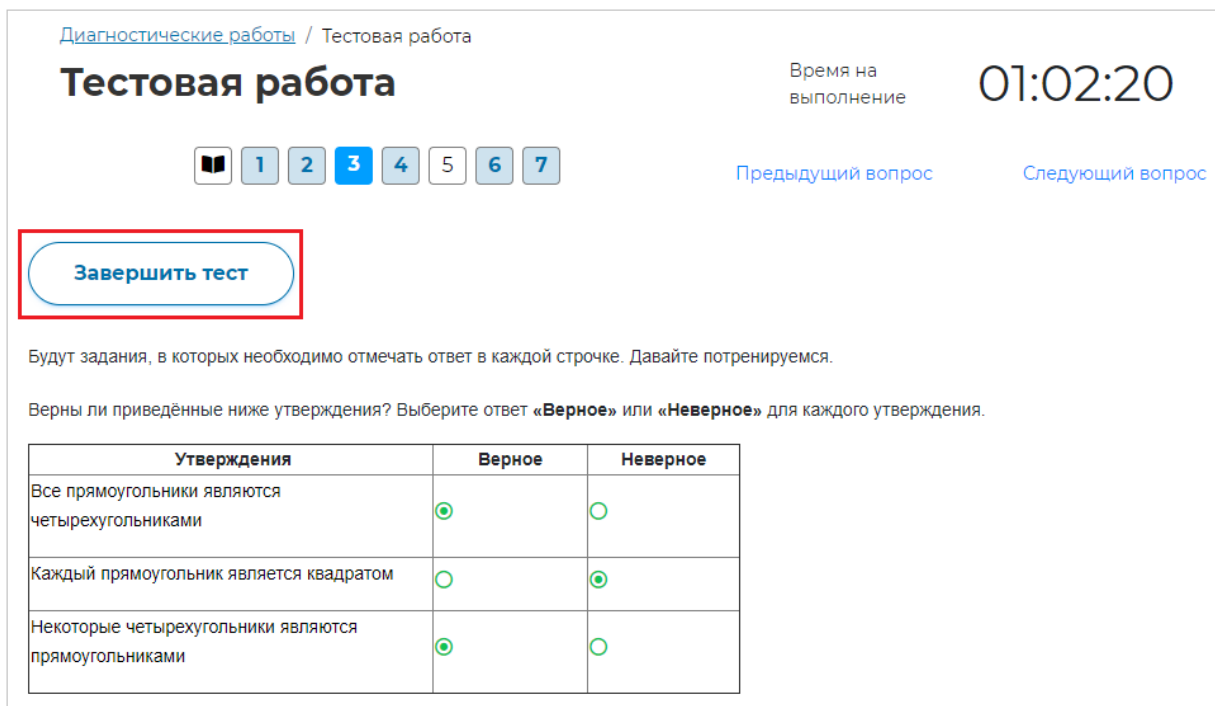 Диагностические работы / Тестовая работа
Тестовая работа
Время на
выполнение
01:02:20
1 2 3 4 5 6 7
Предыдущий вопрос Следующий вопрос
Завершить тест
Будут задания, в которых необходимо отмечать ответ в каждой строчке. Давайте потренируемся.
Верны ли приведённые ниже утверждения? Выберите ответ «Верное» или «Неверное» для каждого утверждения.
Утверждения Верное Неверное
Все прямоугольники являются
четырехугольниками
Каждый прямоугольник является квадратом
Некоторые четырехугольники являются
прямоугольниками